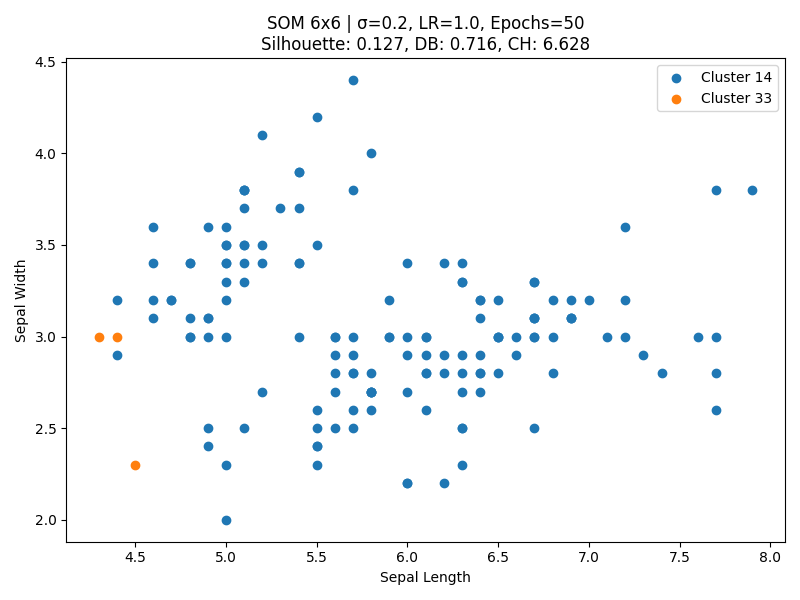 SOM 6x6 | σ=0.2, LR=1.0, Epochs=50
Silhouette: 0.127, DB: 0.716, CH: 6.628
Cluster 14
Cluster 33
4.5
4.0
3.5
3.0
2.5
2.0
Sepal Width
4.5 5.0 5.5 6.0 6.5 7.0 7.5 8.0
Sepal Length